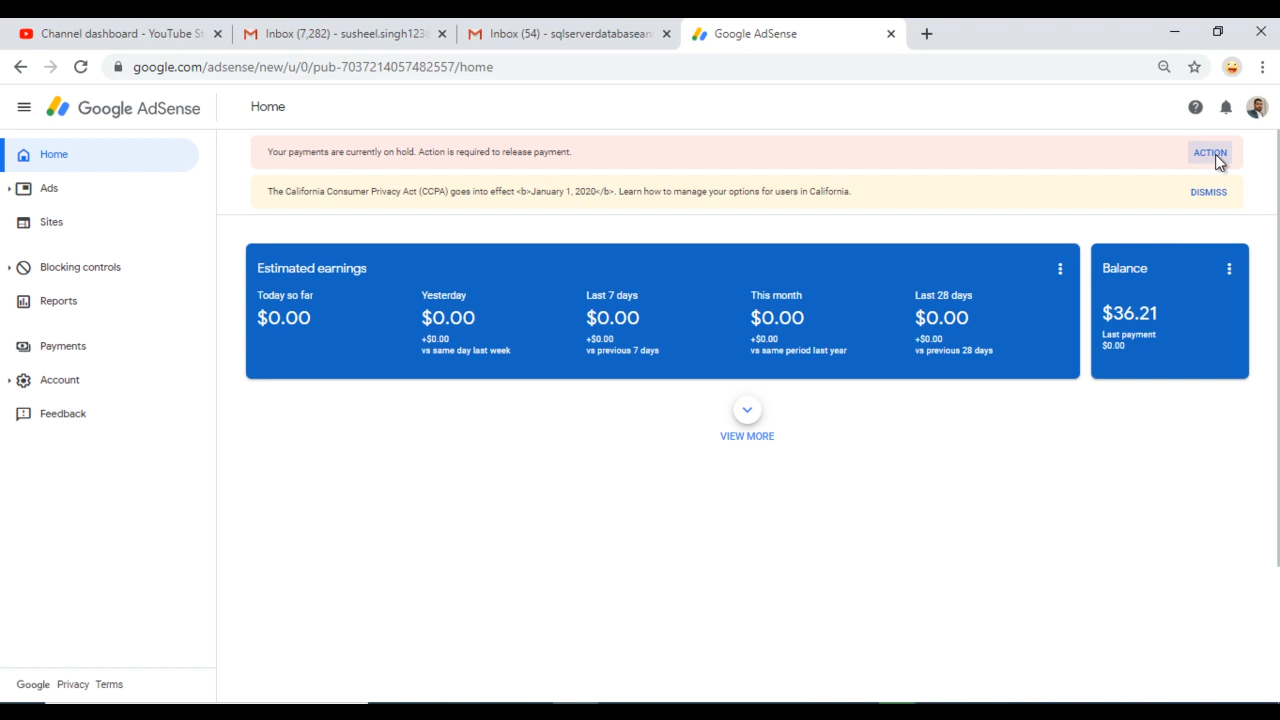 Channel dashboard - YouTube St
Inbox (7,282) - susheel.singh123
Inbox (54) - sqlserverdatabasean
Google AdSense
google.com/adsense/new/u/0/pub-7037214057482557/home
Google AdSense
Home
Home
Ads
Sites
Blocking controls
Reports
Payments
Account
Feedback
Google Privacy Terms
Your payments are currently on hold. Action is required to release payment.
ACTION
The California Consumer Privacy Act (CCPA) goes into effect <b>January 1, 2020</b>. Learn how to manage your options for users in California.
DISMISS
Estimated earnings
Today so far
$0.00
Yesterday
$0.00
+$0.00
vs same day last week
Last 7 days
$0.00
+$0.00
vs previous 7 days
This month
$0.00
+$0.00
vs same period last year
Last 28 days
$0.00
+$0.00
vs previous 28 days
Balance
$36.21
Last payment
$0.00
VIEW MORE